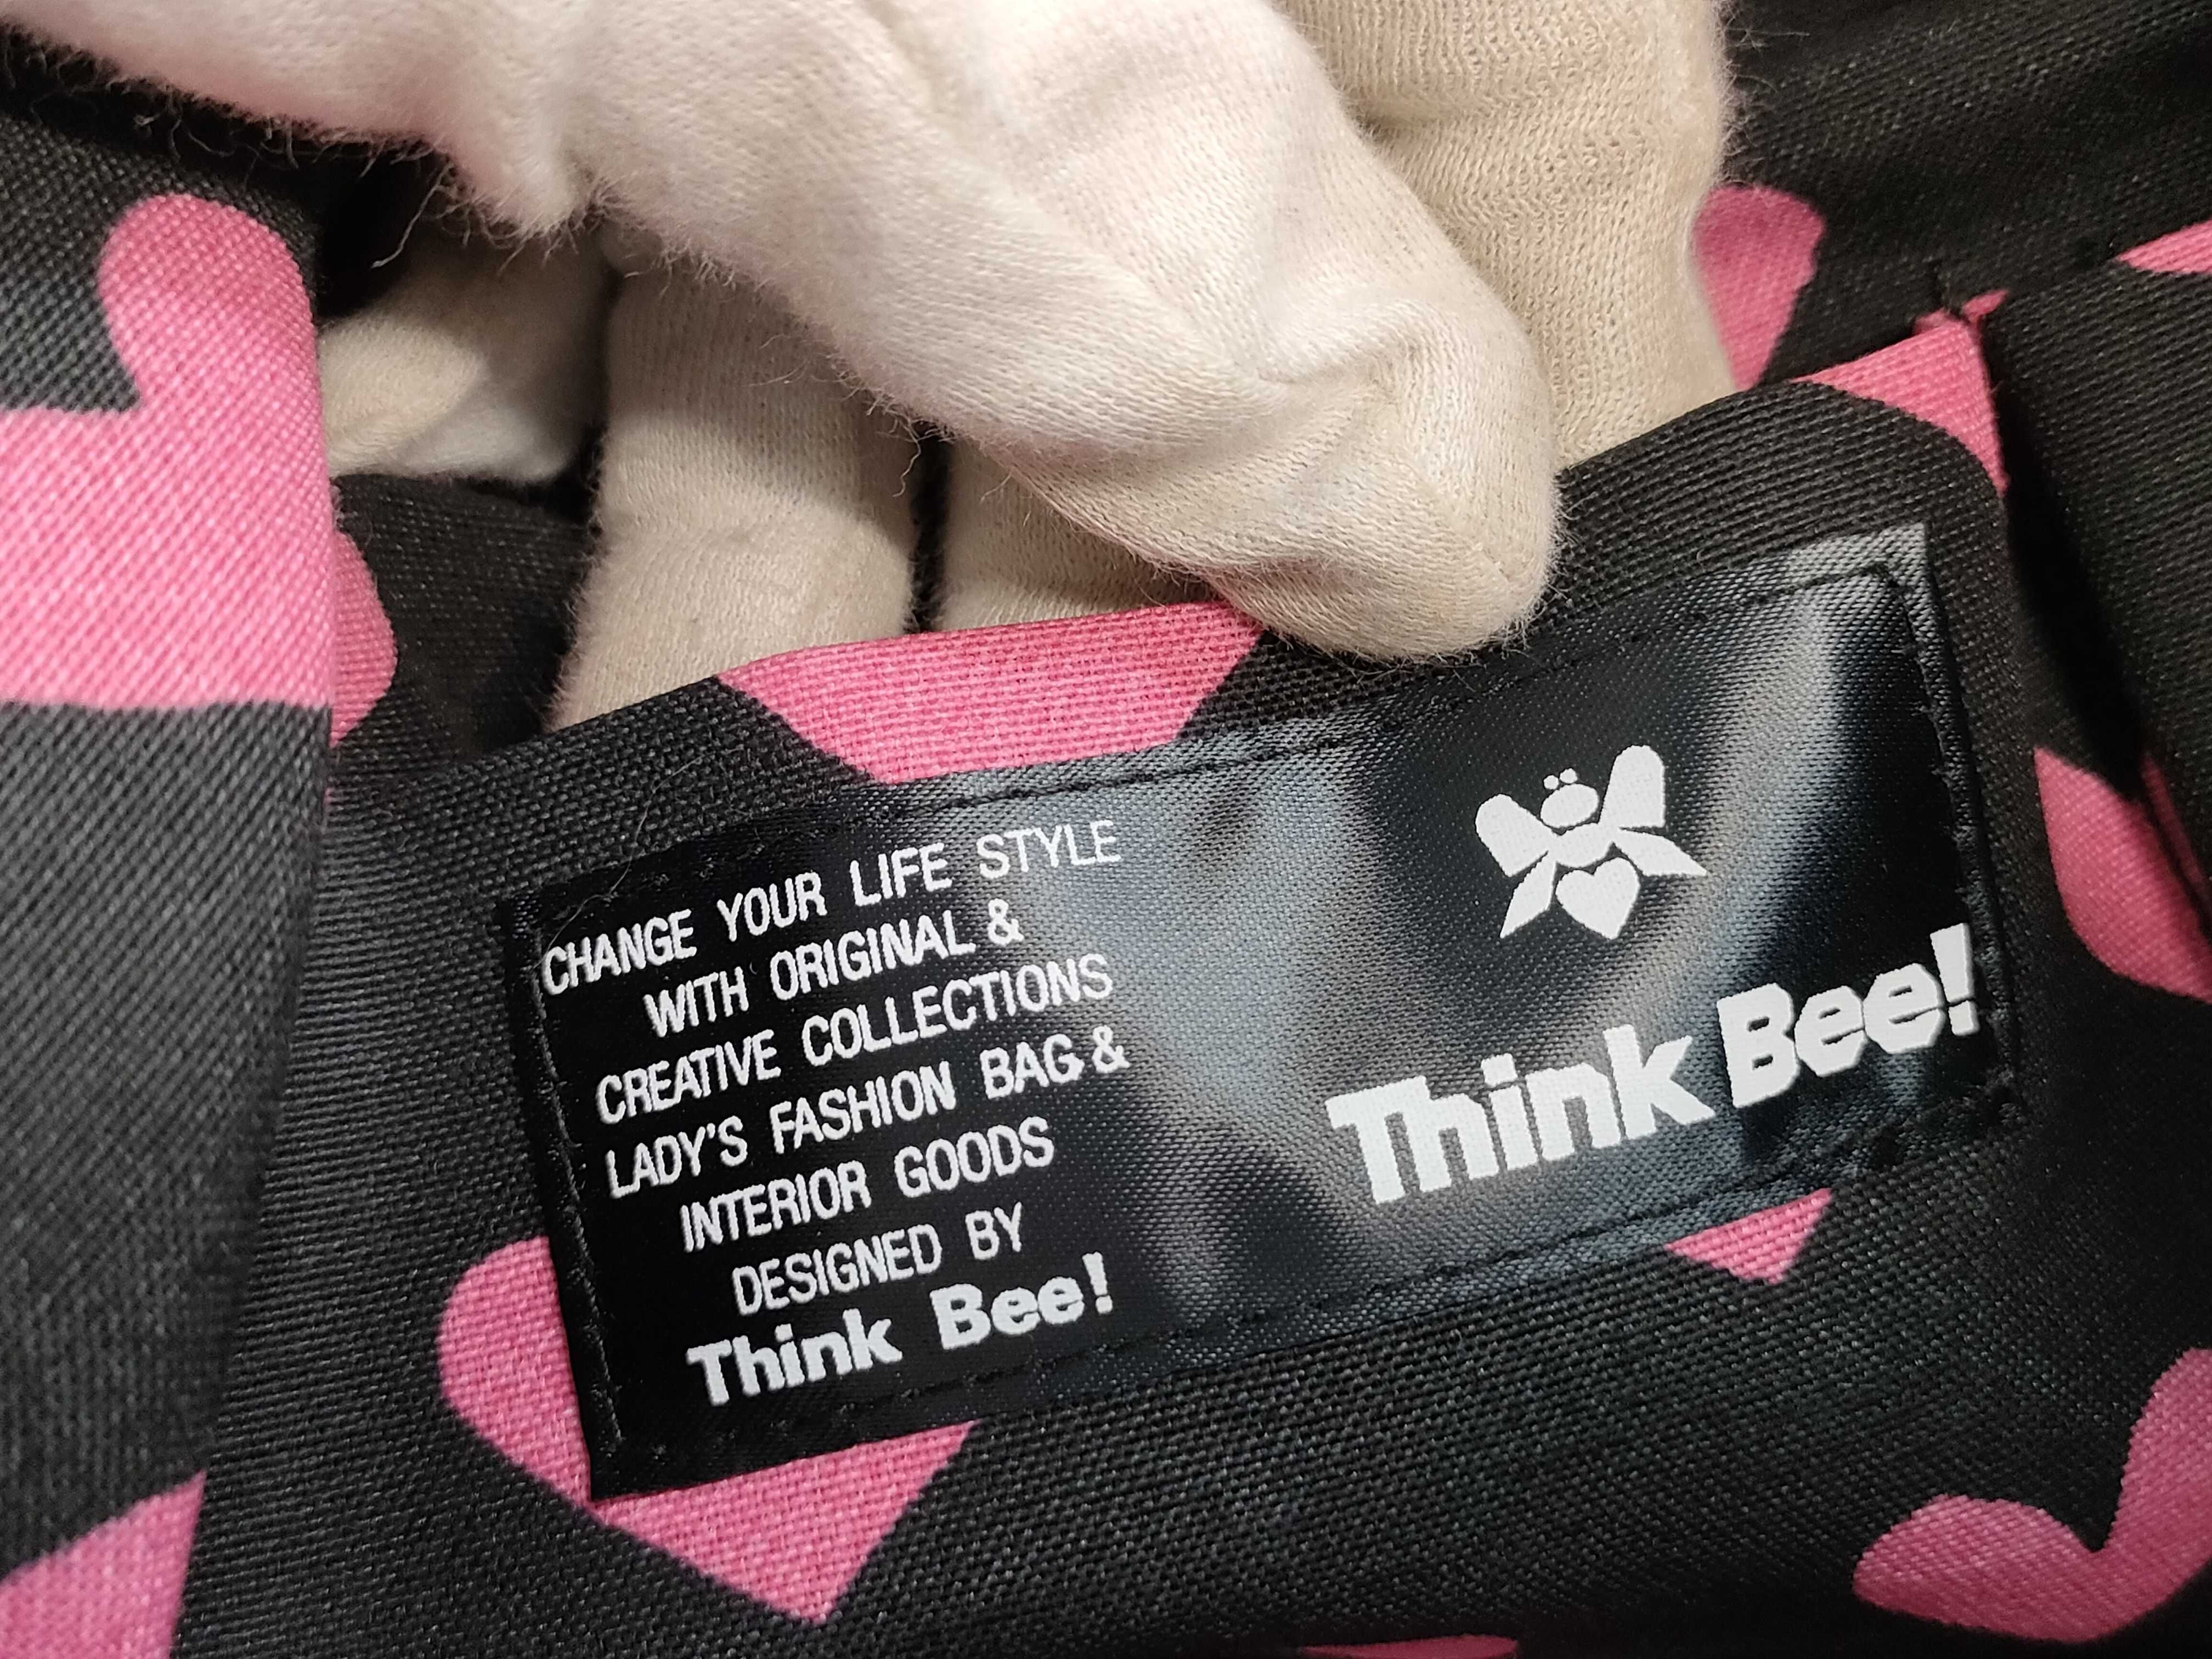 CHANGE YOUR LIFE STYLE
WITH ORIGINAL &
CREATIVE COLLECTIONS
LADY'S FASHION BAG &
INTERIOR GOODS
DESIGNED BY
Think Bee!
Think Bee!